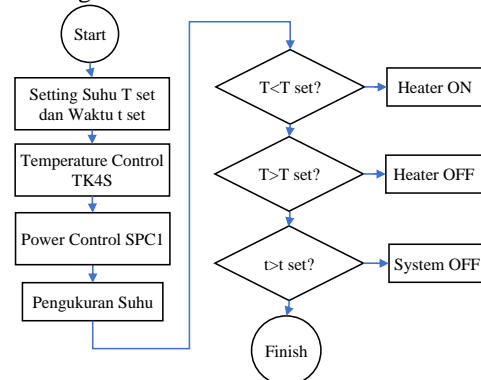 Start
Setting Suhu T set
dan Waktu t set
Temperature Control
TK4S
Power Control SPC1
Pengukuran Suhu
T<T set?
Heater ON
T>T set?
Heater OFF
t>t set?
System OFF
Finish